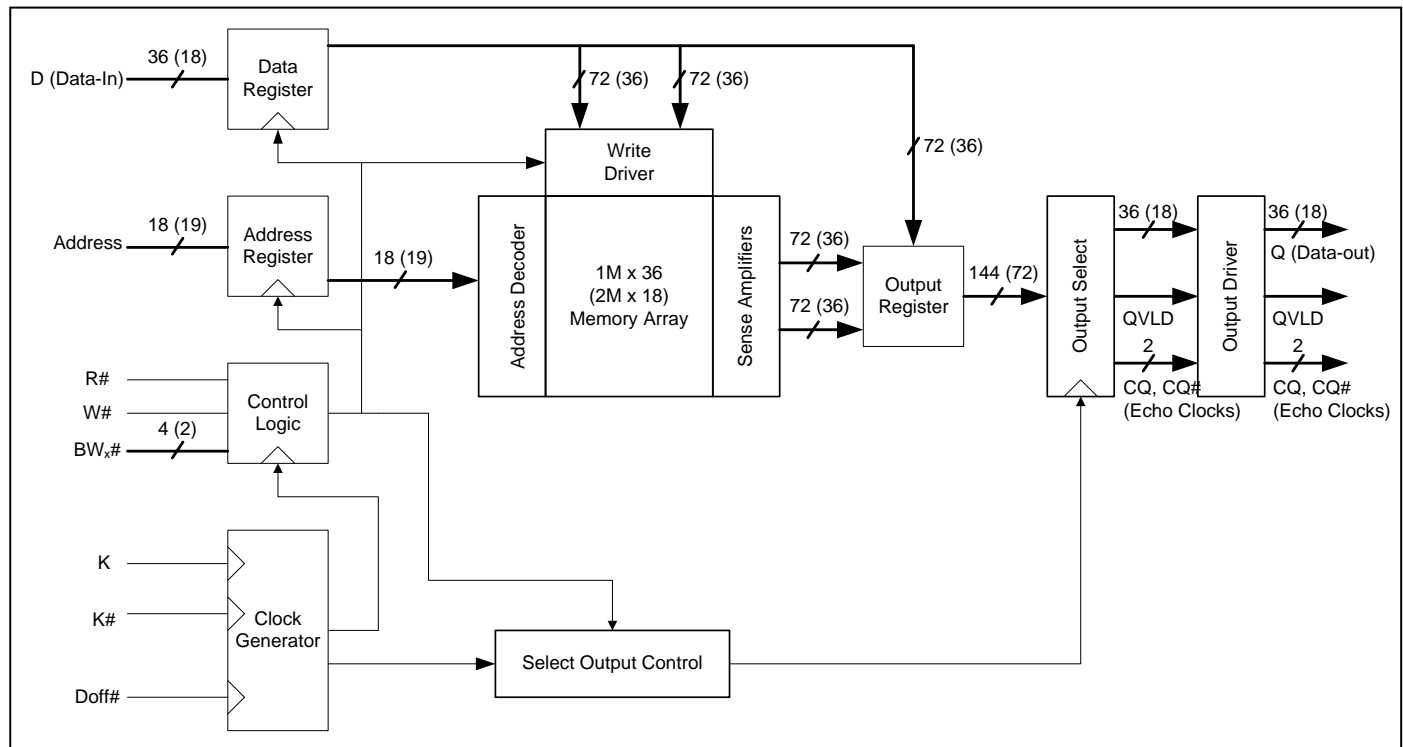 D (Data-In)
36 (18)
Data
Register
72 (36)
72 (36)
72 (36)
Write
Driver
Address
18 (19)
Address
Register
18 (19)
Address Decoder
1M x 36
(2M x 18)
Memory Array
Sense Amplifiers
72 (36)
72 (36)
Output
Register
144 (72)
Output Select
36 (18)
QVLD
2
CQ, CQ#
(Echo Clocks)
Output Driver
36 (18)
Q (Data-out)
QVLD
2
CQ, CQ#
(Echo Clocks)
R#
W#
BWx#
4 (2)
Control
Logic
K
K#
Doff#
Clock
Generator
Select Output Control